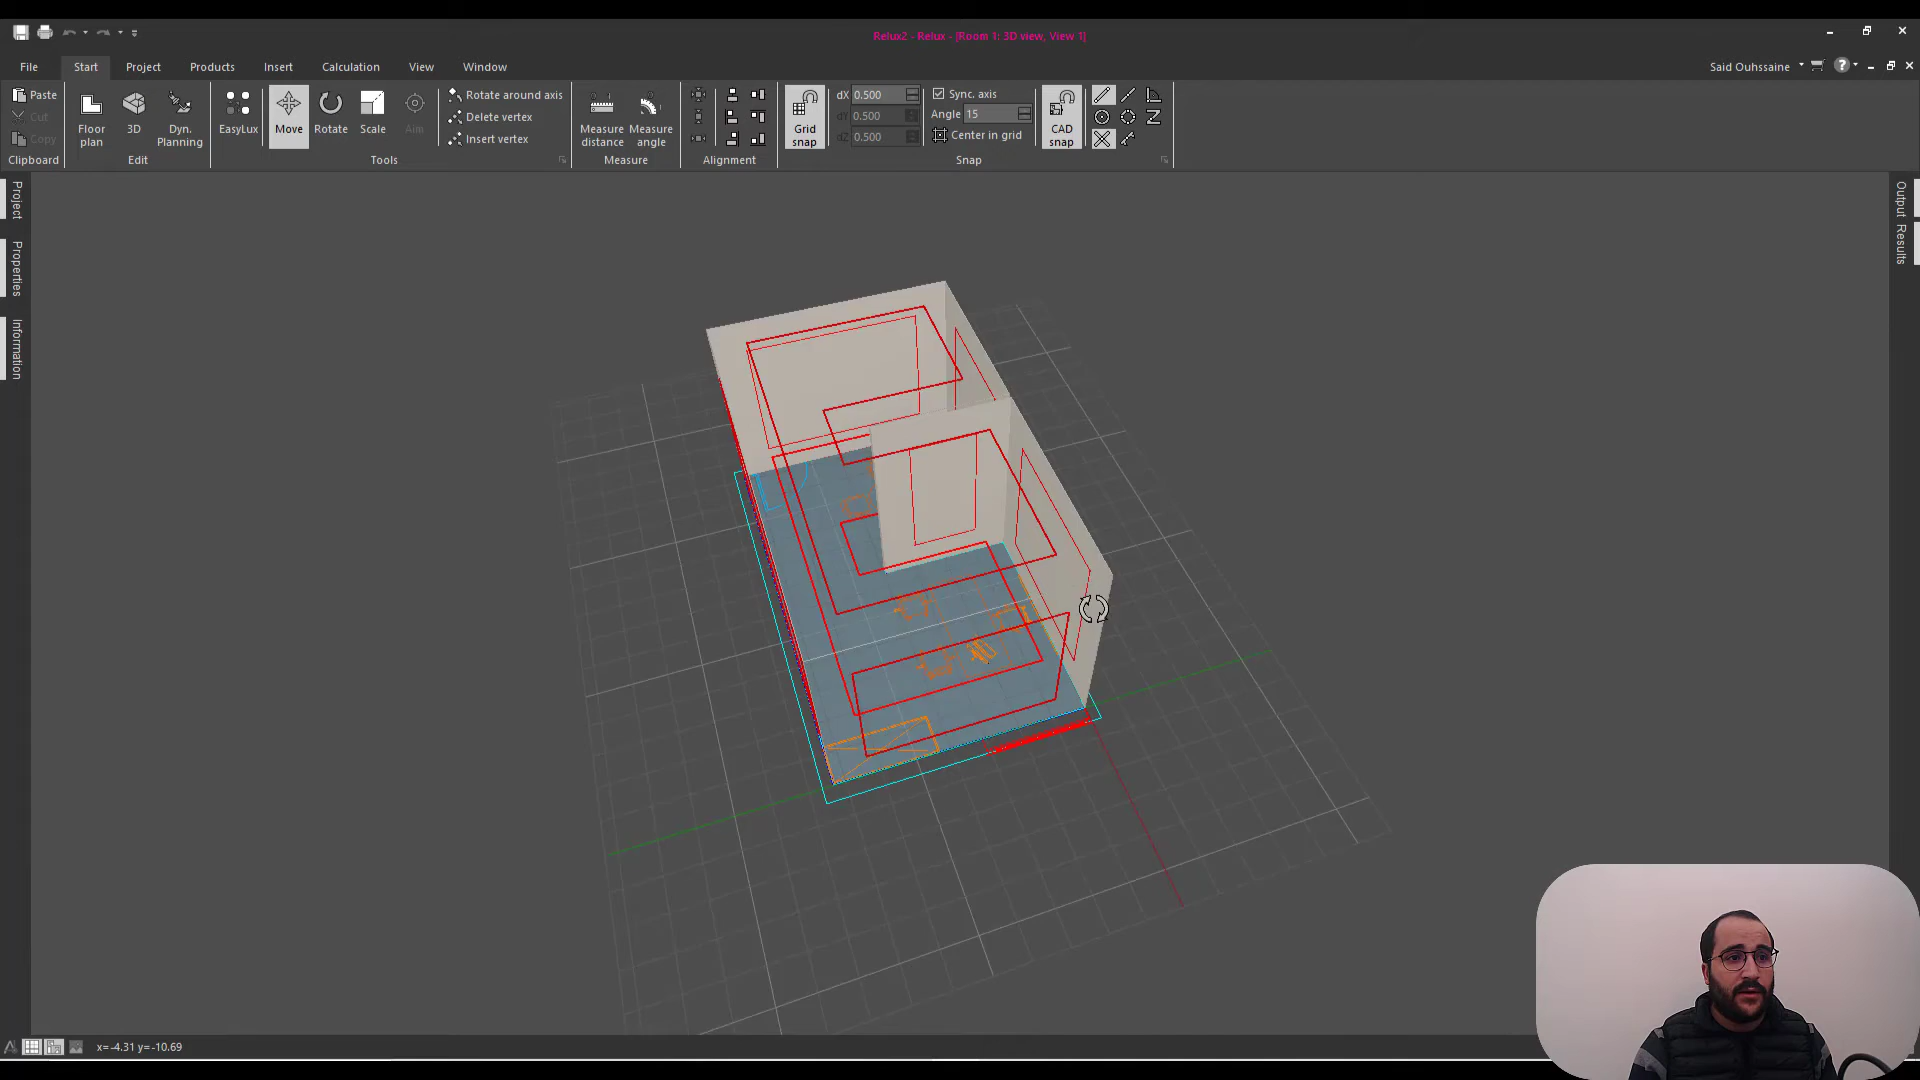 Relux2 - Relux - [Room 1: 3D view, View 1]
File Start Project Products Insert Calculation View Window Said Ouhssaine
Paste
Cut
Copy
Clipboard
Floor plan
3D
Dyn. Planning
Edit
EasyLux
Move
Rotate
Scale
Aim
Rotate around axis
Delete vertex
Insert vertex
Tools
Measure distance
Measure angle
Measure
Alignment
Grid snap
dX 0.500
dY 0.500
dZ 0.500
Sync. axis
Angle 15
Center in grid
CAD snap
Snap
Project
Properties
Information
Output
Results
x=-4.31 y=-10.69